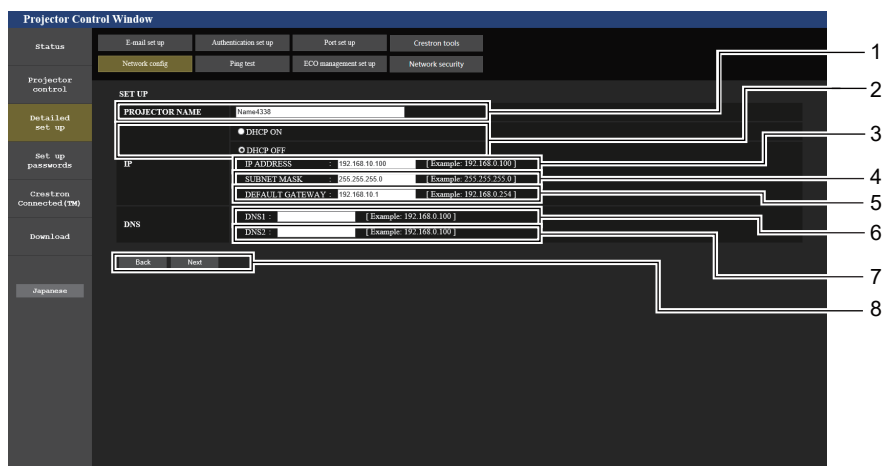 Projector Control Window
Status
Projector
control
Detailed
set up
Set up
passwords
Crestron
Connected(TM)
Download
Japanese
E-mail set up Authentication set up Port set up Crestron tools
Network config Ping test ECO management set up Network security
SET UP
PROJECTOR NAME Name4338
IP
DHCP ON
DHCP OFF
IP ADDRESS : 192.168.10.100 [ Example: 192.168.0.100 ]
SUBNET MASK : 255.255.255.0 [ Example: 255.255.255.0 ]
DEFAULT GATEWAY : 192.168.10.1 [ Example: 192.168.0.254 ]
DNS
DNS1 : [ Example: 192.168.0.100 ]
DNS2 : [ Example: 192.168.0.100 ]
Back Next
1
2
3
4
5
6
7
8